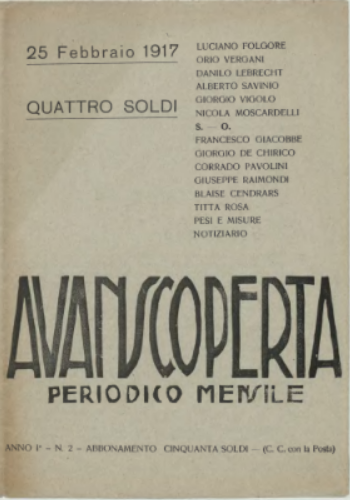 25 Febbraio 1917
QUATTRO SOLDI
LUCIANO FOLGORE
ORIO VERGANI
DANILO LEBRECHT
ALBERTO SAVINIO
GIORGIO VIGOLO
NICOLA MOSCARDELLI
S. — O.
FRANCESCO GIACOBBE
GIORGIO DE CHIRICO
CORRADO PAVOLINI
GIUSEPPE RAIMONDI
BLAISE CENDRARS
TITTA ROSA
PESI E MISURE
NOTIZIARIO
AVANSCOPERTA
PERIODICO MENSILE
ANNO I° – N. 2 – ABBONAMENTO CINQUANTA SOLDI — (C. C. con la Posta)